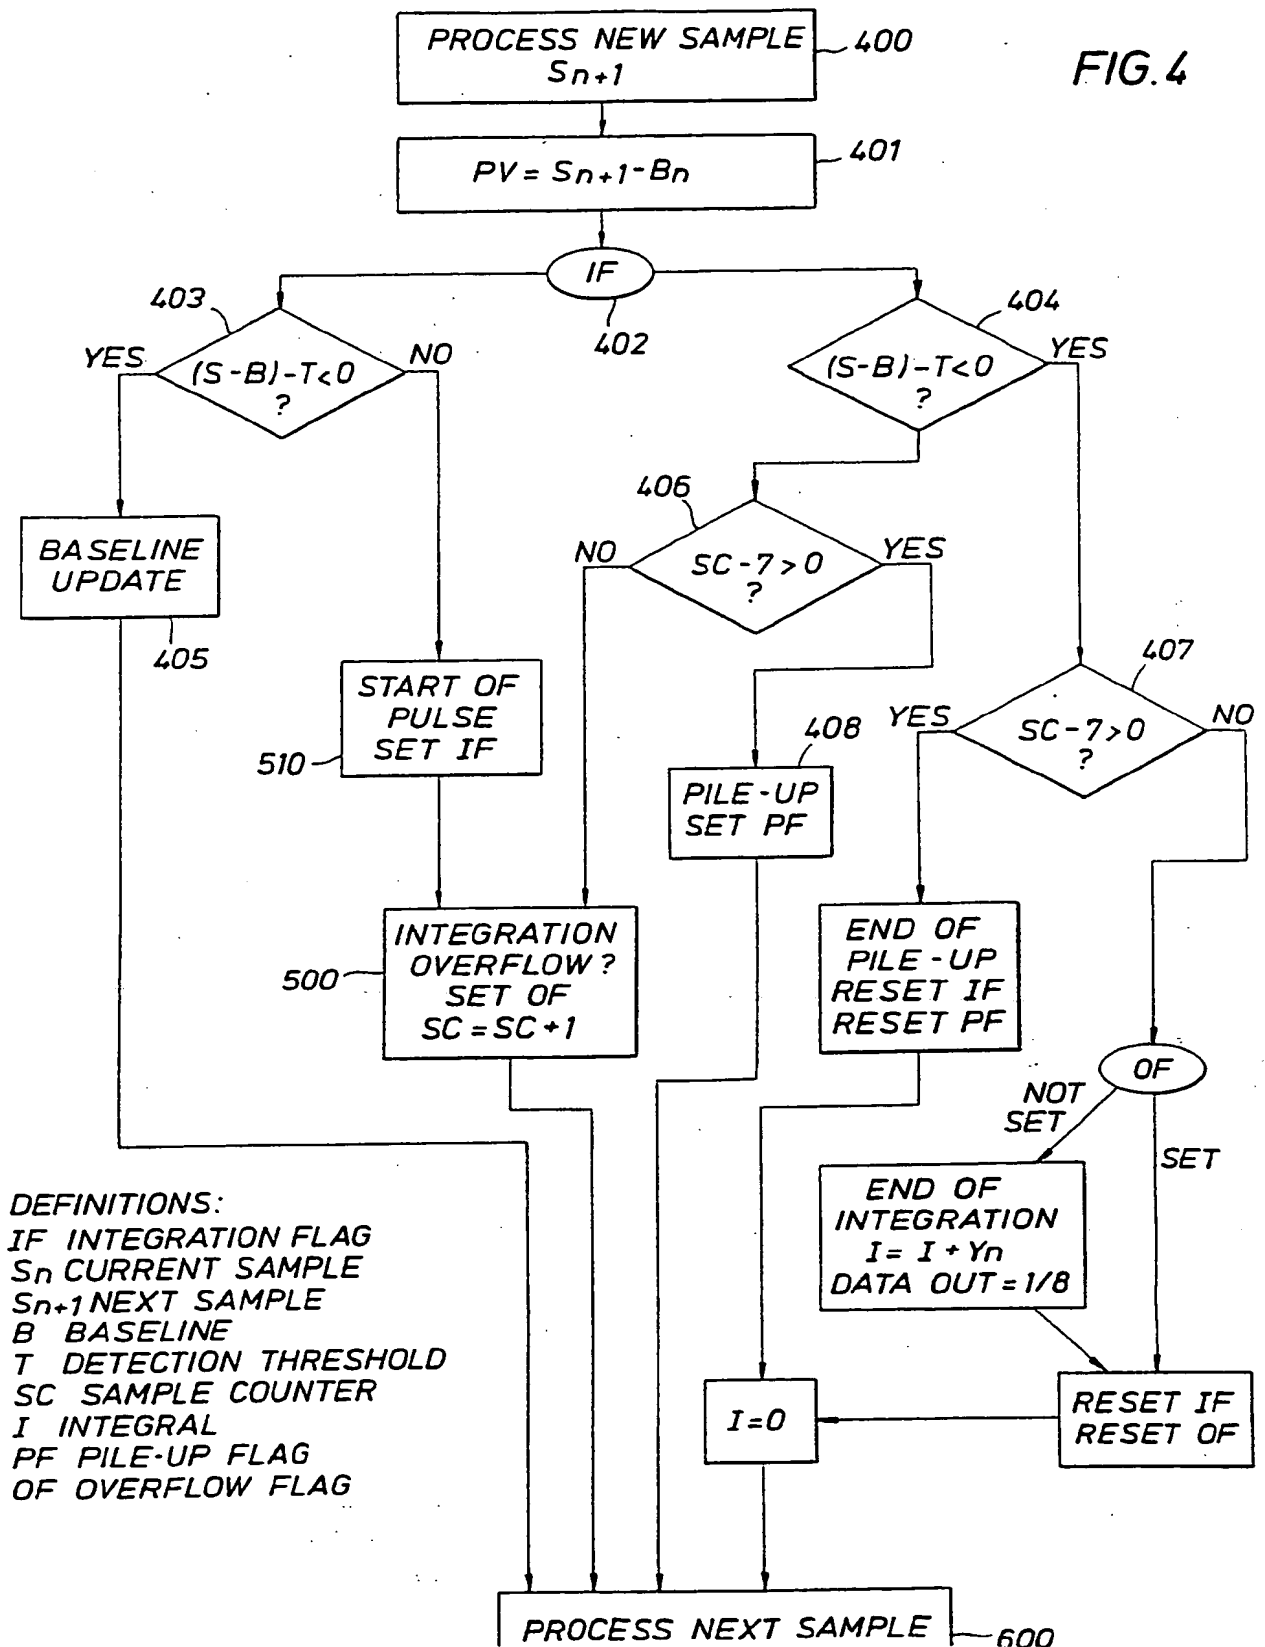 PROCESS NEW SAMPLE
Sn+1
400
FIG.4
PV = Sn+1-Bn
401
IF
402
403
(S-B)-T<0
?
YES
NO
404
(S-B)-T<0
?
YES
BASELINE
UPDATE
405
406
SC-7>0
?
NO
YES
START OF
PULSE
SET IF
510
407
SC-7>0
?
YES
NO
408
PILE-UP
SET PF
INTEGRATION
OVERFLOW?
SET OF
SC=SC+1
500
END OF
PILE-UP
RESET IF
RESET PF
OF
NOT
SET
SET
END OF
INTEGRATION
I= I+Yn
DATA OUT=1/8
RESET IF
RESET OF
I=0
DEFINITIONS:
IF INTEGRATION FLAG
Sn CURRENT SAMPLE
Sn+1 NEXT SAMPLE
B BASELINE
T DETECTION THRESHOLD
SC SAMPLE COUNTER
I INTEGRAL
PF PILE-UP FLAG
OF OVERFLOW FLAG
PROCESS NEXT SAMPLE
600